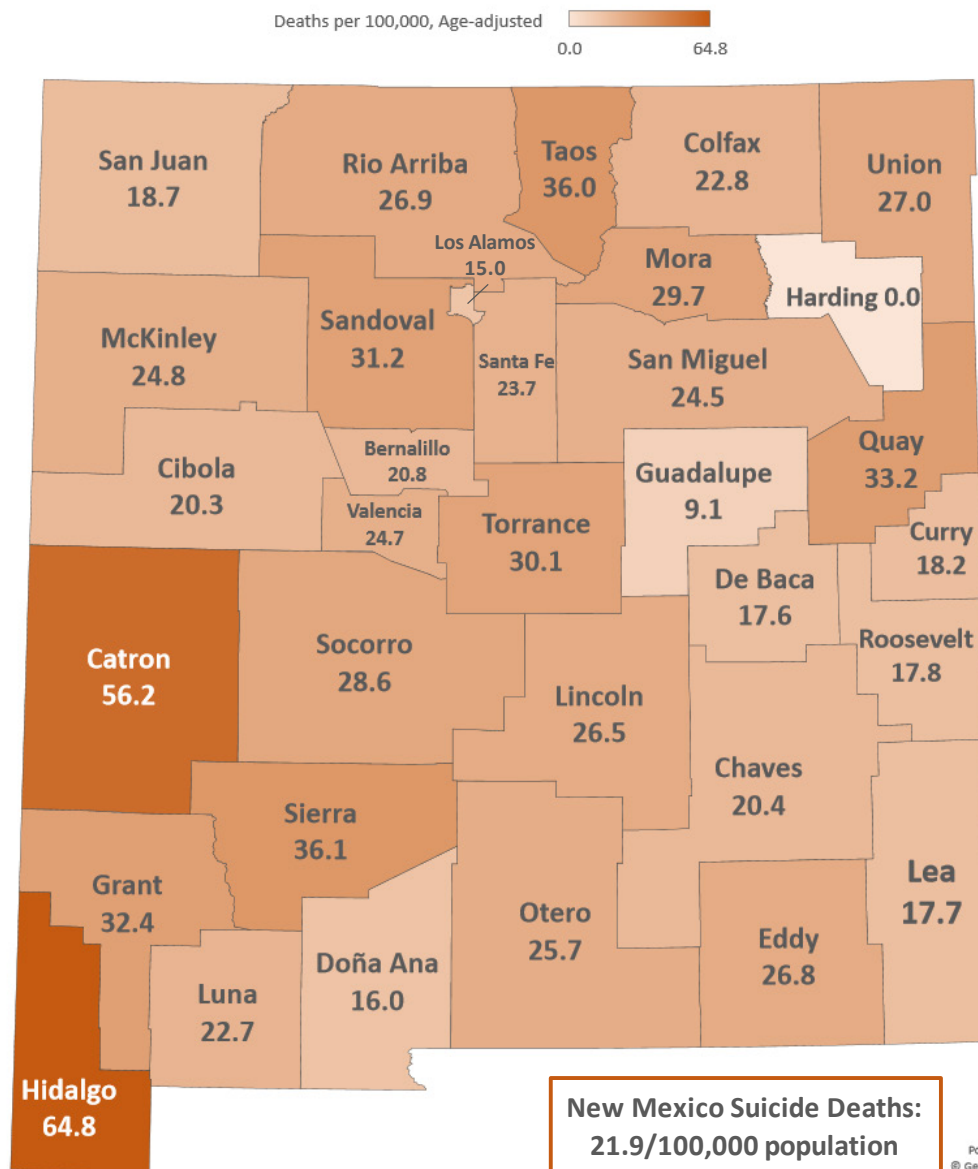 Deaths per 100,000, Age-adjusted
0.0 64.8
San Juan
18.7
Rio Arriba
26.9
Taos
36.0
Colfax
22.8
Union
27.0
Los Alamos
15.0
Mora
29.7
Harding 0.0
McKinley
24.8
Sandoval
31.2
Santa Fe
23.7
San Miguel
24.5
Quay
33.2
Cibola
20.3
Bernalillo
20.8
Valencia
24.7
Torrance
30.1
Guadalupe
9.1
Curry
18.2
De Baca
17.6
Roosevelt
17.8
Catron
56.2
Socorro
28.6
Lincoln
26.5
Chaves
20.4
Sierra
36.1
Grant
32.4
Lea
17.7
Otero
25.7
Eddy
26.8
Doña Ana
16.0
Luna
22.7
Hidalgo
64.8
New Mexico Suicide Deaths:
21.9/100,000 population